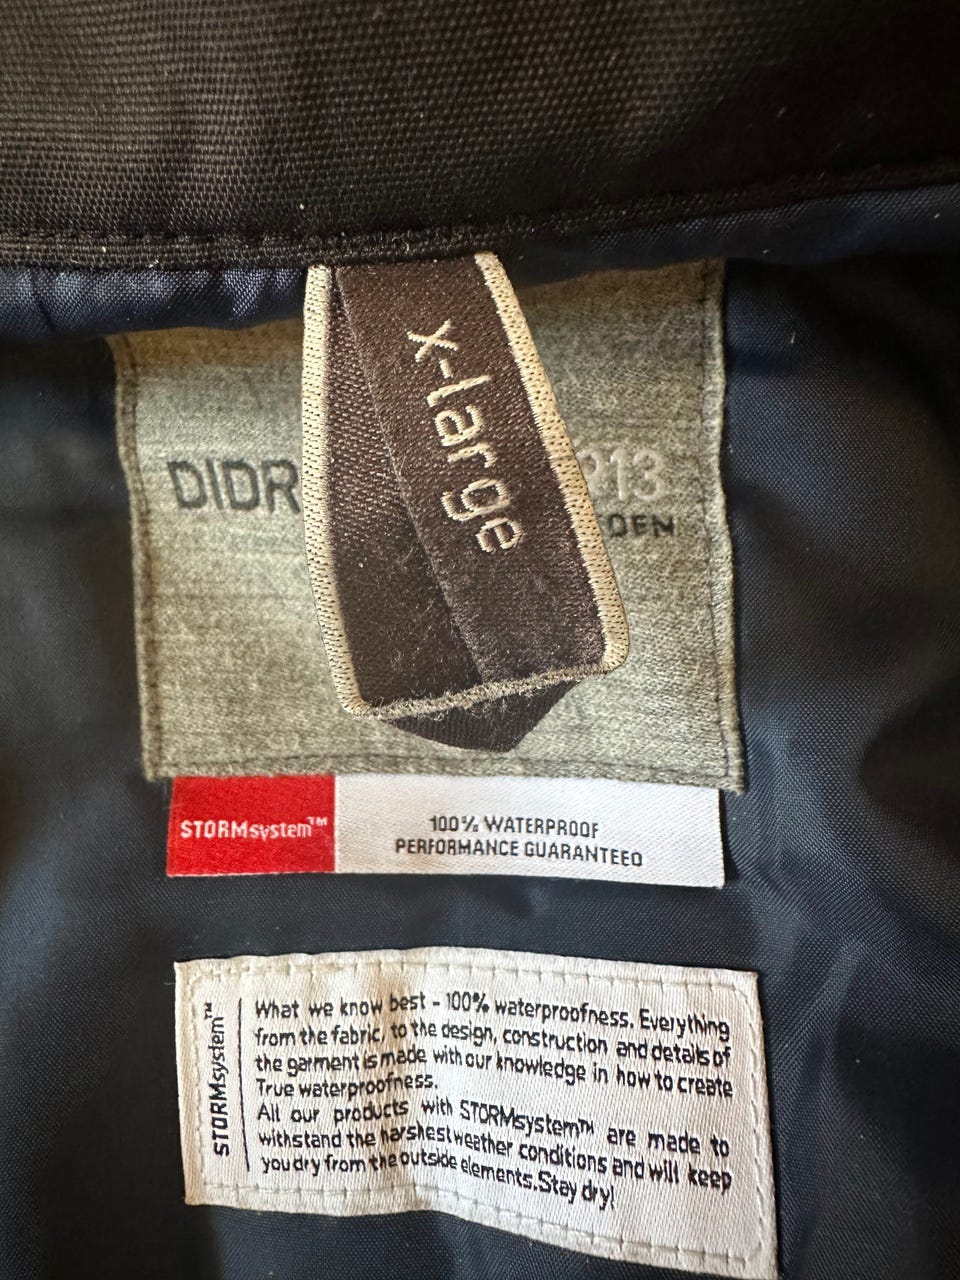 x-large
DIDR
913
DEN
STORMsystem™
100% WATERPROOF
PERFORMANCE GUARANTEED
STORMsystem™
What we know best - 100% waterproofness. Everything
from the fabric, to the design, construction and details of
the garment is made with our knowledge in how to create
True waterproofness.
All our products with STORMsystem™ are made to
withstand the harshest weather conditions and will keep
you dry from the outside elements. Stay dry!